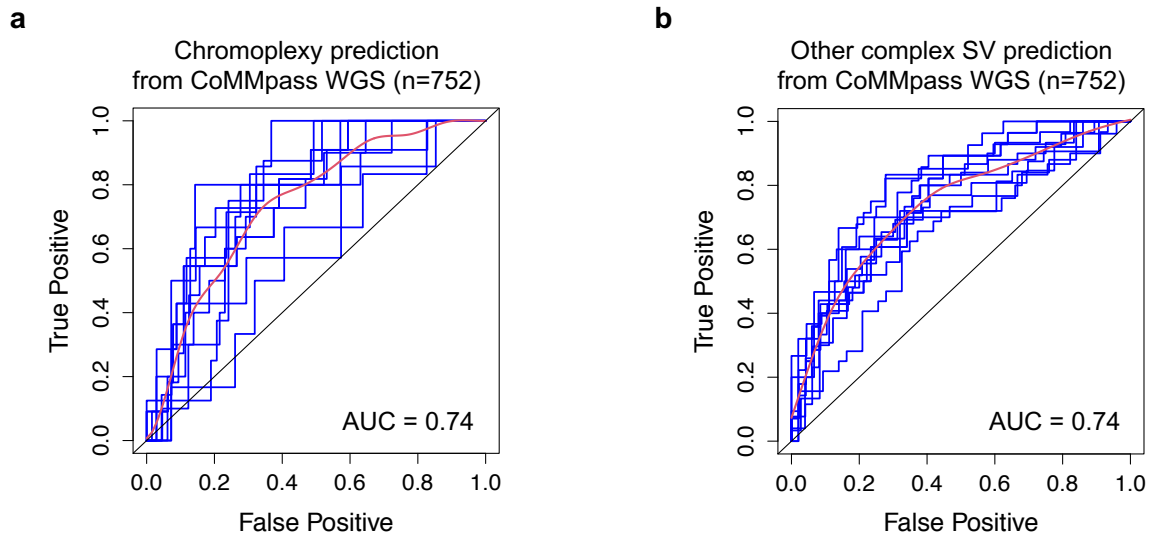 a
Chromoplexy prediction
from CoMMpass WGS (n=752)
True Positive
1.0
0.8
0.6
0.4
0.2
0.0
AUC = 0.74
0.0 0.2 0.4 0.6 0.8 1.0
False Positive
b
Other complex SV prediction
from CoMMpass WGS (n=752)
True Positive
1.0
0.8
0.6
0.4
0.2
0.0
AUC = 0.74
0.0 0.2 0.4 0.6 0.8 1.0
False Positive